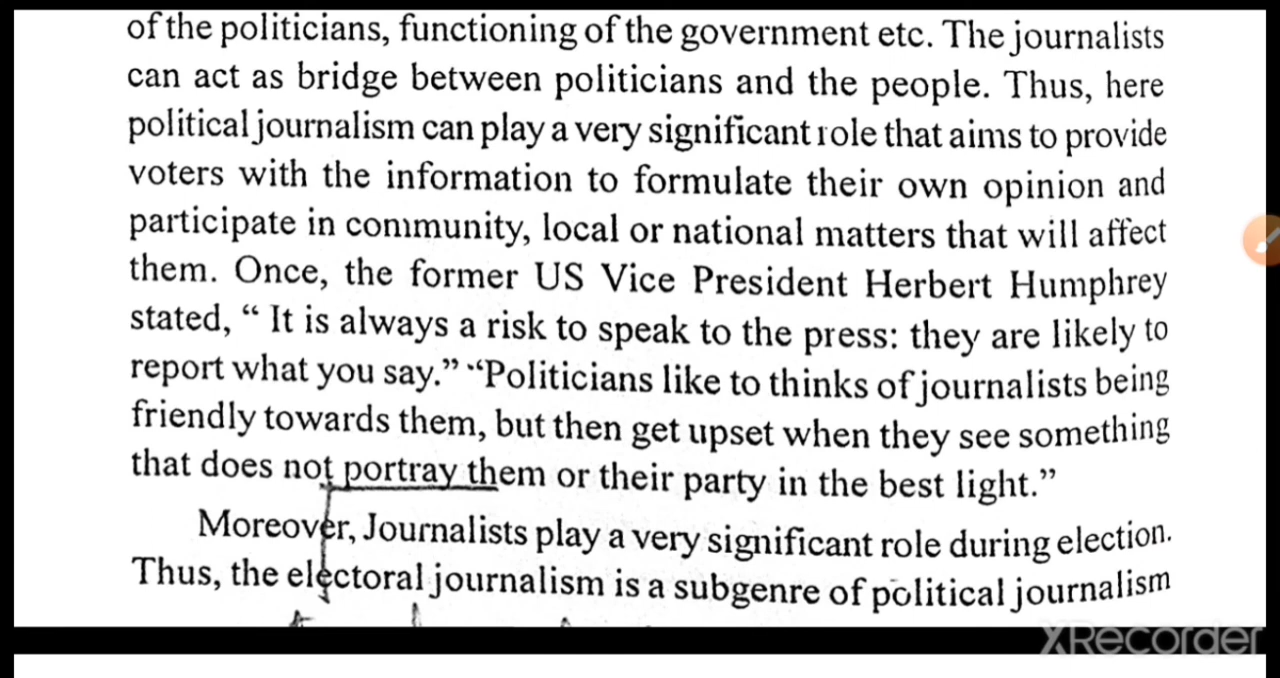 of the politicians, functioning of the government etc. The journalists
can act as bridge between politicians and the people. Thus, here
political journalism can play a very significant role that aims to provide
voters with the information to formulate their own opinion and
participate in community, local or national matters that will affect
them. Once, the former US Vice President Herbert Humphrey
stated, “ It is always a risk to speak to the press: they are likely to
report what you say.” “Politicians like to thinks of journalists being
friendly towards them, but then get upset when they see something
that does not portray them or their party in the best light.”
Moreover, Journalists play a very significant role during election.
Thus, the electoral journalism is a subgenre of political journalism
XRecorder